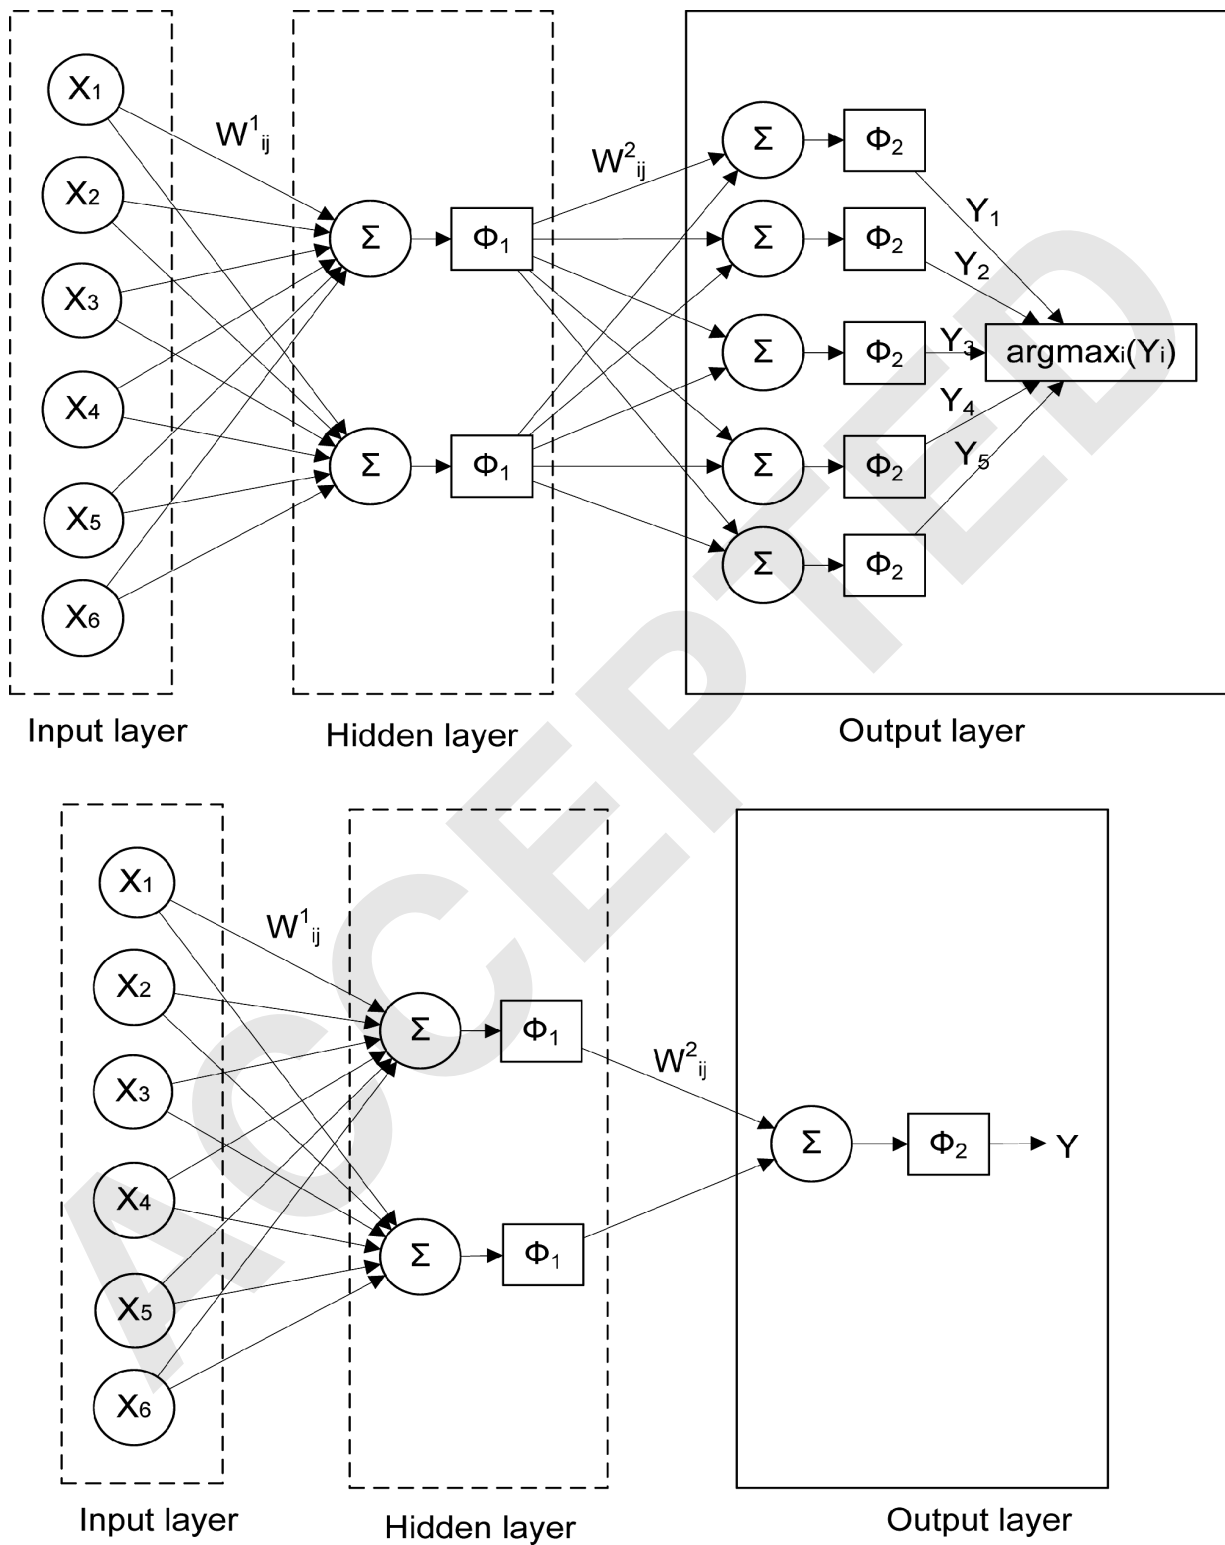 X1
X2
X3
X4
X5
X6
W1ij
Σ
Φ1
Σ
Φ1
W2ij
Σ
Φ2
Σ
Φ2
Σ
Φ2
Σ
Φ2
Σ
Φ2
Y1
Y2
Y3
Y4
Y5
argmaxi(Yi)
Input layer
Hidden layer
Output layer
X1
X2
X3
X4
X5
X6
W1ij
Σ
Φ1
Σ
Φ1
W2ij
Σ
Φ2
Y
Input layer
Hidden layer
Output layer
ACCEPTED